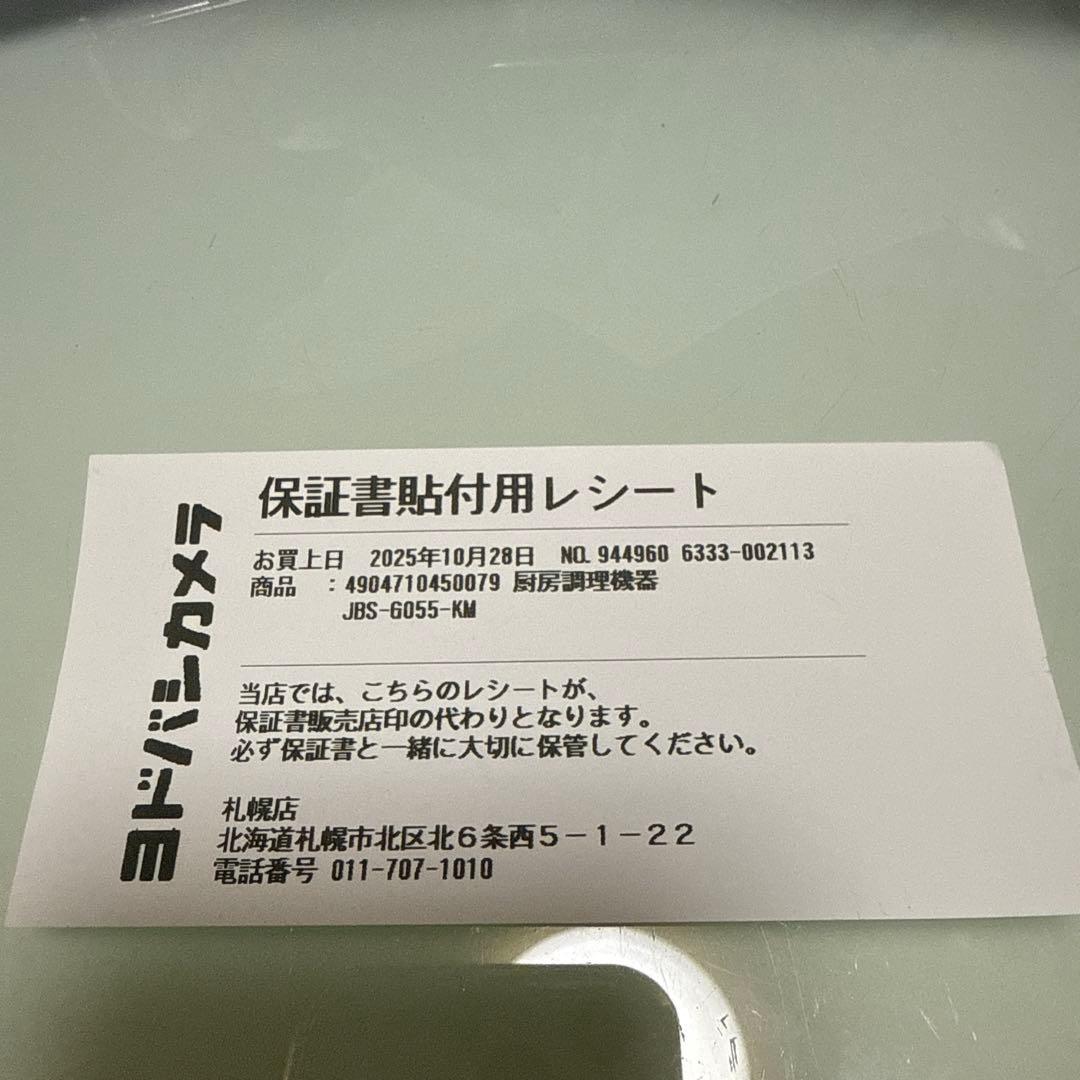 ヨドバシカメラ
保証書貼付用レシート
お買上日 2025年10月28日 NO. 944960 6333-002113
商品 :4904710450079 厨房調理機器
JBS-G055-KM
当店では、こちらのレシートが、
保証書販売店印の代わりとなります。
必ず保証書と一緒に大切に保管してください。
札幌店
北海道札幌市北区北6条西5-1-22
電話番号 011-707-1010